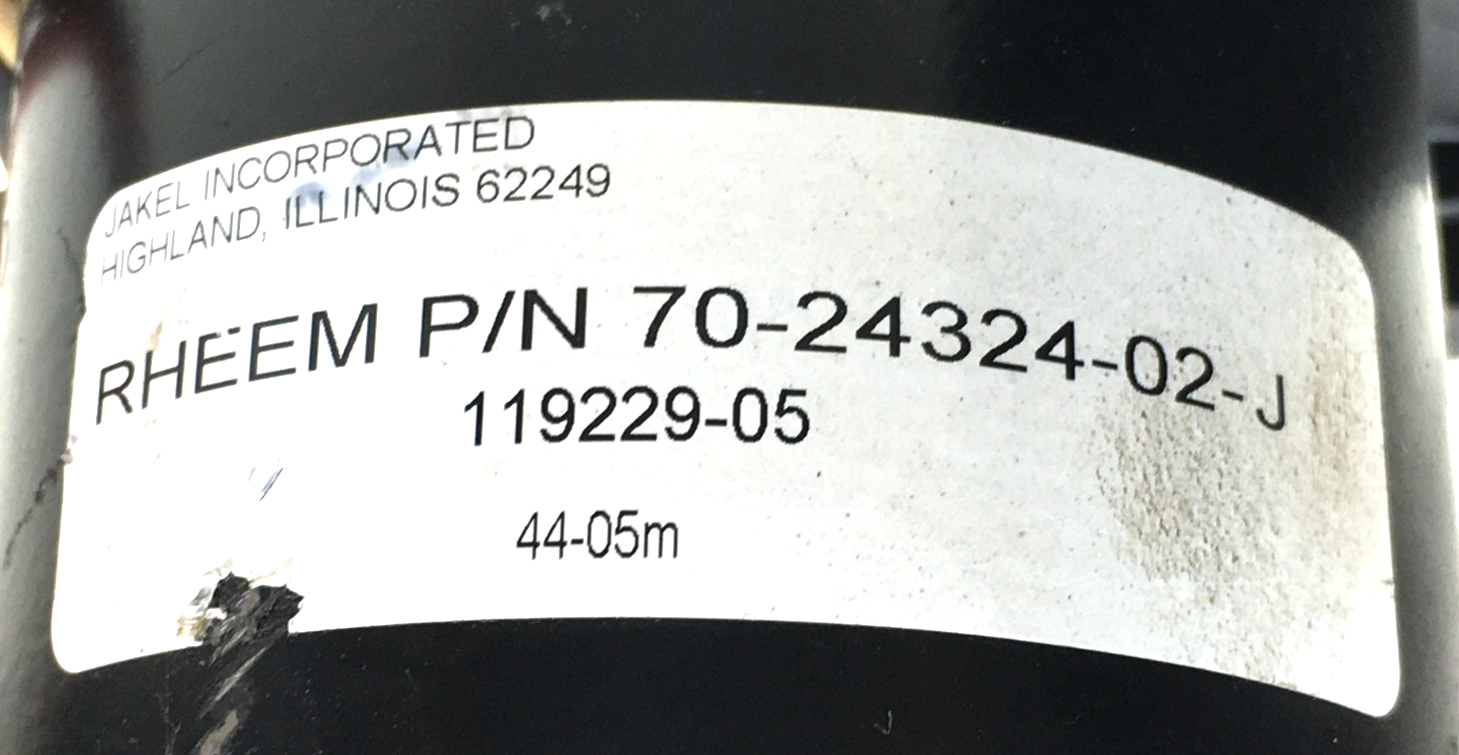 JAKEL INCORPORATED
HIGHLAND, ILLINOIS 62249
RHEEM P/N 70-24324-02-J
119229-05
44-05m